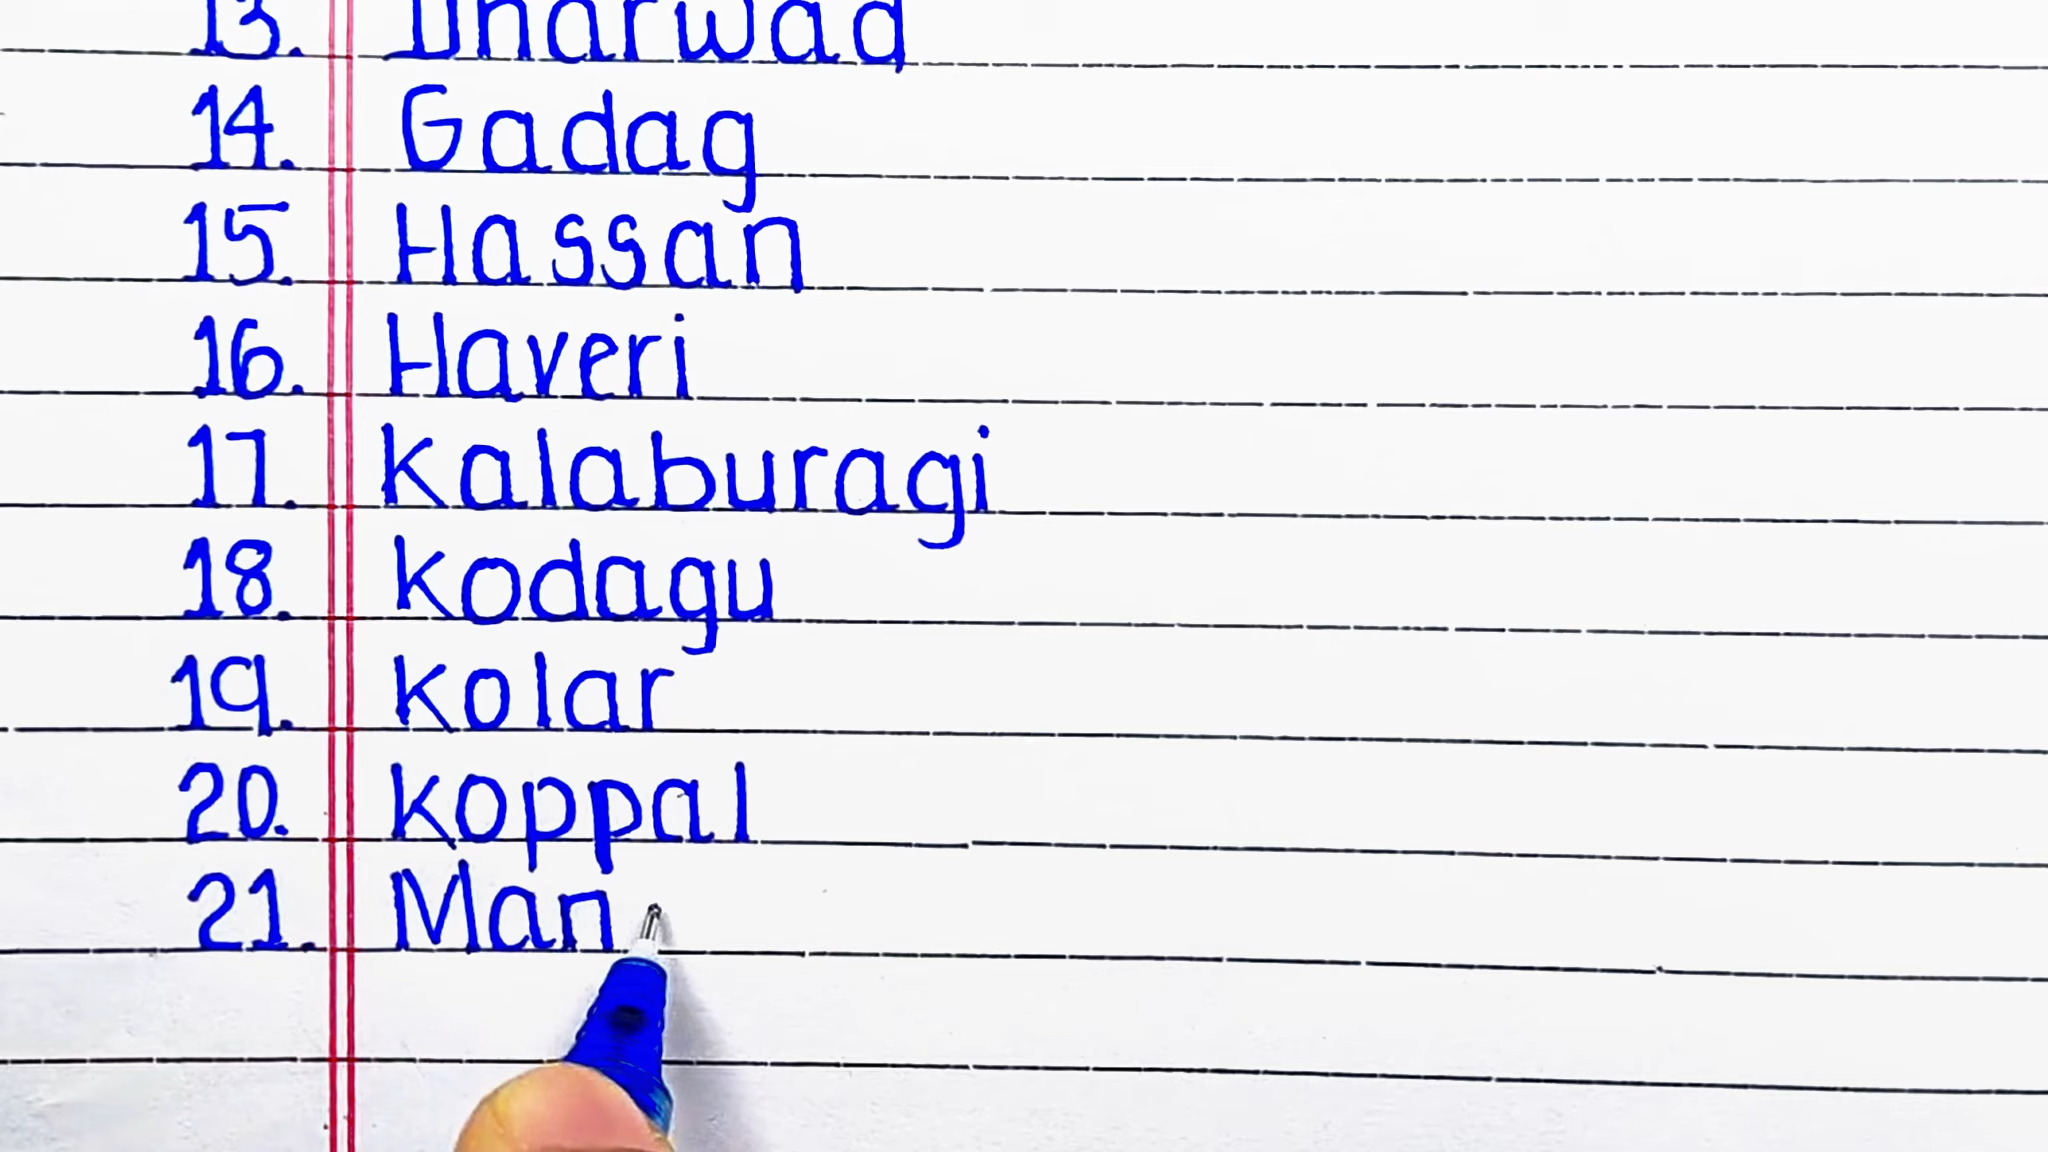 13. Dharwad
14. Gadag
15. Hassan
16. Haveri
17. Kalaburagi
18. Kodagu
19. Kolar
20. Koppal
21. Man